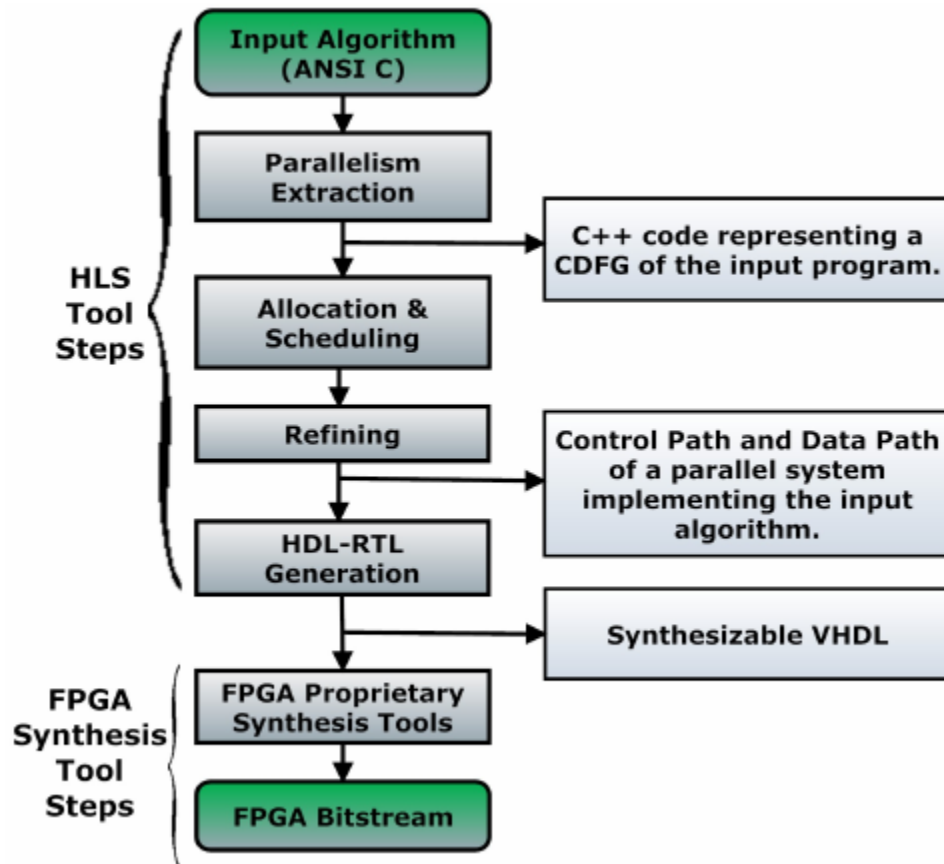 Input Algorithm
(ANSI C)
Parallelism
Extraction
C++ code representing a
CDFG of the input program.
HLS
Tool
Steps
Allocation &
Scheduling
Refining
Control Path and Data Path
of a parallel system
implementing the input
algorithm.
HDL-RTL
Generation
Synthesizable VHDL
FPGA
Synthesis
Tool
Steps
FPGA Proprietary
Synthesis Tools
FPGA Bitstream